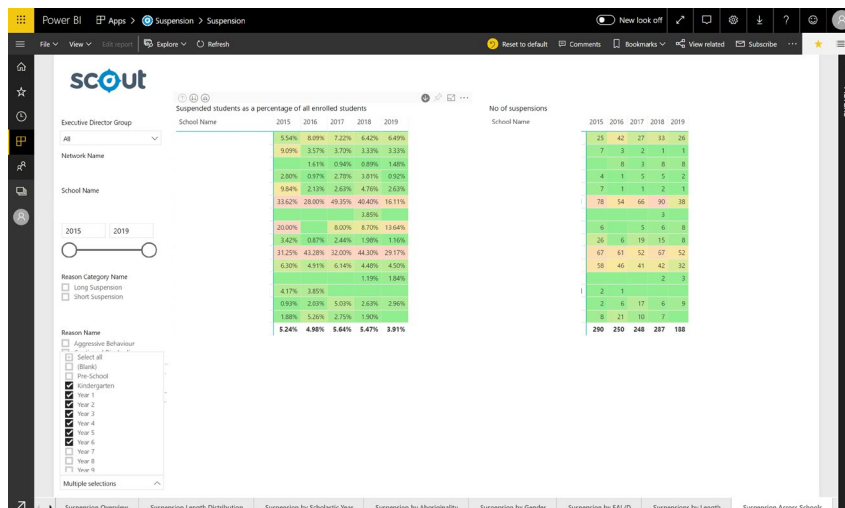 Power BI Apps > Suspension > Suspension New look off
File View Edit report Explore Refresh Reset to default Comments Bookmarks View related Subscribe ...
scout
Suspended students as a percentage of all enrolled students
School Name 2015 2016 2017 2018 2019
5.54% 8.09% 7.22% 6.42% 6.49%
9.09% 3.57% 3.70% 3.33% 3.33%
1.61% 0.94% 0.89% 1.48%
2.80% 0.97% 2.78% 3.81% 0.92%
9.84% 2.13% 2.63% 4.76% 2.63%
33.62% 28.00% 49.35% 40.40% 16.11%
3.85%
20.00% 8.00% 8.70% 13.64%
3.42% 0.87% 2.44% 1.98% 1.16%
31.25% 43.28% 32.00% 44.30% 29.17%
6.30% 4.91% 6.14% 4.48% 4.50%
1.19% 1.84%
4.17% 3.85%
0.93% 2.03% 5.03% 2.63% 2.96%
1.88% 5.26% 2.75% 1.90%
5.24% 4.98% 5.64% 5.47% 3.91%
No of suspensions
School Name 2015 2016 2017 2018 2019
25 42 27 33 26
7 3 2 1 1
8 3 8 8
4 1 5 5 2
7 1 1 2 1
78 54 66 90 38
3
6 5 6 8
26 6 19 15 8
67 61 52 67 52
58 46 41 42 32
2 3
2 1
2 6 17 6 9
8 21 10 7
290 250 248 287 188
Executive Director Group
All
Network Name
School Name
2015 2019
Reason Category Name
Long Suspension
Short Suspension
Reason Name
Aggressive Behaviour
Select all
(Blank)
Pre-School
Kindergarten
Year 1
Year 2
Year 3
Year 4
Year 5
Year 6
Year 7
Year 8
Year 9
Multiple selections
Suspension Overview Suspension Length Distribution Suspension by Scholastic Year Suspension by Aboriginality Suspension by Gender Suspension by EAL/D Suspensions by Length Suspension Across Schools